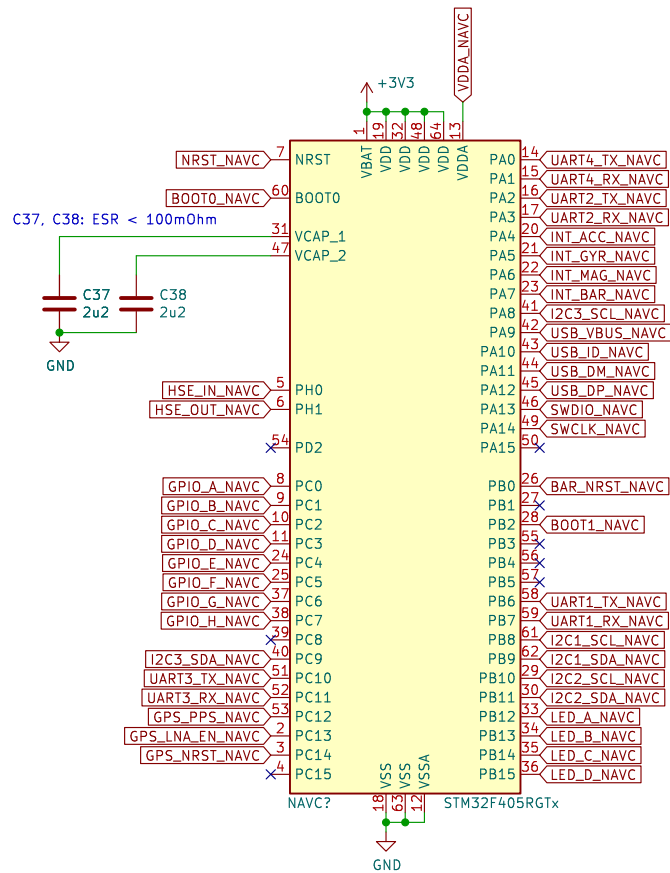 VDDA_NAVC
+3V3
1
19
32
48
64
13
VBAT
VDD
VDD
VDD
VDD
VDDA
NRST_NAVC 7 NRST PA0 14 UART4_TX_NAVC
PA1 15 UART4_RX_NAVC
BOOT0_NAVC 60 BOOT0 PA2 16 UART2_TX_NAVC
C37, C38: ESR < 100mOhm PA3 17 UART2_RX_NAVC
31 VCAP_1 PA4 20 INT_ACC_NAVC
47 VCAP_2 PA5 21 INT_GYR_NAVC
PA6 22 INT_MAG_NAVC
C37 C38 PA7 23 INT_BAR_NAVC
2u2 2u2 PA8 41 I2C3_SCL_NAVC
PA9 42 USB_VBUS_NAVC
GND PA10 43 USB_ID_NAVC
PA11 44 USB_DM_NAVC
HSE_IN_NAVC 5 PH0 PA12 45 USB_DP_NAVC
HSE_OUT_NAVC 6 PH1 PA13 46 SWDIO_NAVC
PA14 49 SWCLK_NAVC
54 PD2 PA15 50
GPIO_A_NAVC 8 PC0 PB0 26 BAR_NRST_NAVC
GPIO_B_NAVC 9 PC1 PB1 27
GPIO_C_NAVC 10 PC2 PB2 28 BOOT1_NAVC
GPIO_D_NAVC 11 PC3 PB3 55
GPIO_E_NAVC 24 PC4 PB4 56
GPIO_F_NAVC 25 PC5 PB5 57
GPIO_G_NAVC 37 PC6 PB6 58 UART1_TX_NAVC
GPIO_H_NAVC 38 PC7 PB7 59 UART1_RX_NAVC
39 PC8 PB8 61 I2C1_SCL_NAVC
I2C3_SDA_NAVC 40 PC9 PB9 62 I2C1_SDA_NAVC
UART3_TX_NAVC 51 PC10 PB10 29 I2C2_SCL_NAVC
UART3_RX_NAVC 52 PC11 PB11 30 I2C2_SDA_NAVC
GPS_PPS_NAVC 53 PC12 PB12 33 LED_A_NAVC
GPS_LNA_EN_NAVC 2 PC13 PB13 34 LED_B_NAVC
GPS_NRST_NAVC 3 PC14 PB14 35 LED_C_NAVC
4 PC15 PB15 36 LED_D_NAVC
VSS
VSS
VSSA
NAVC? STM32F405RGTx
18
63
12
GND